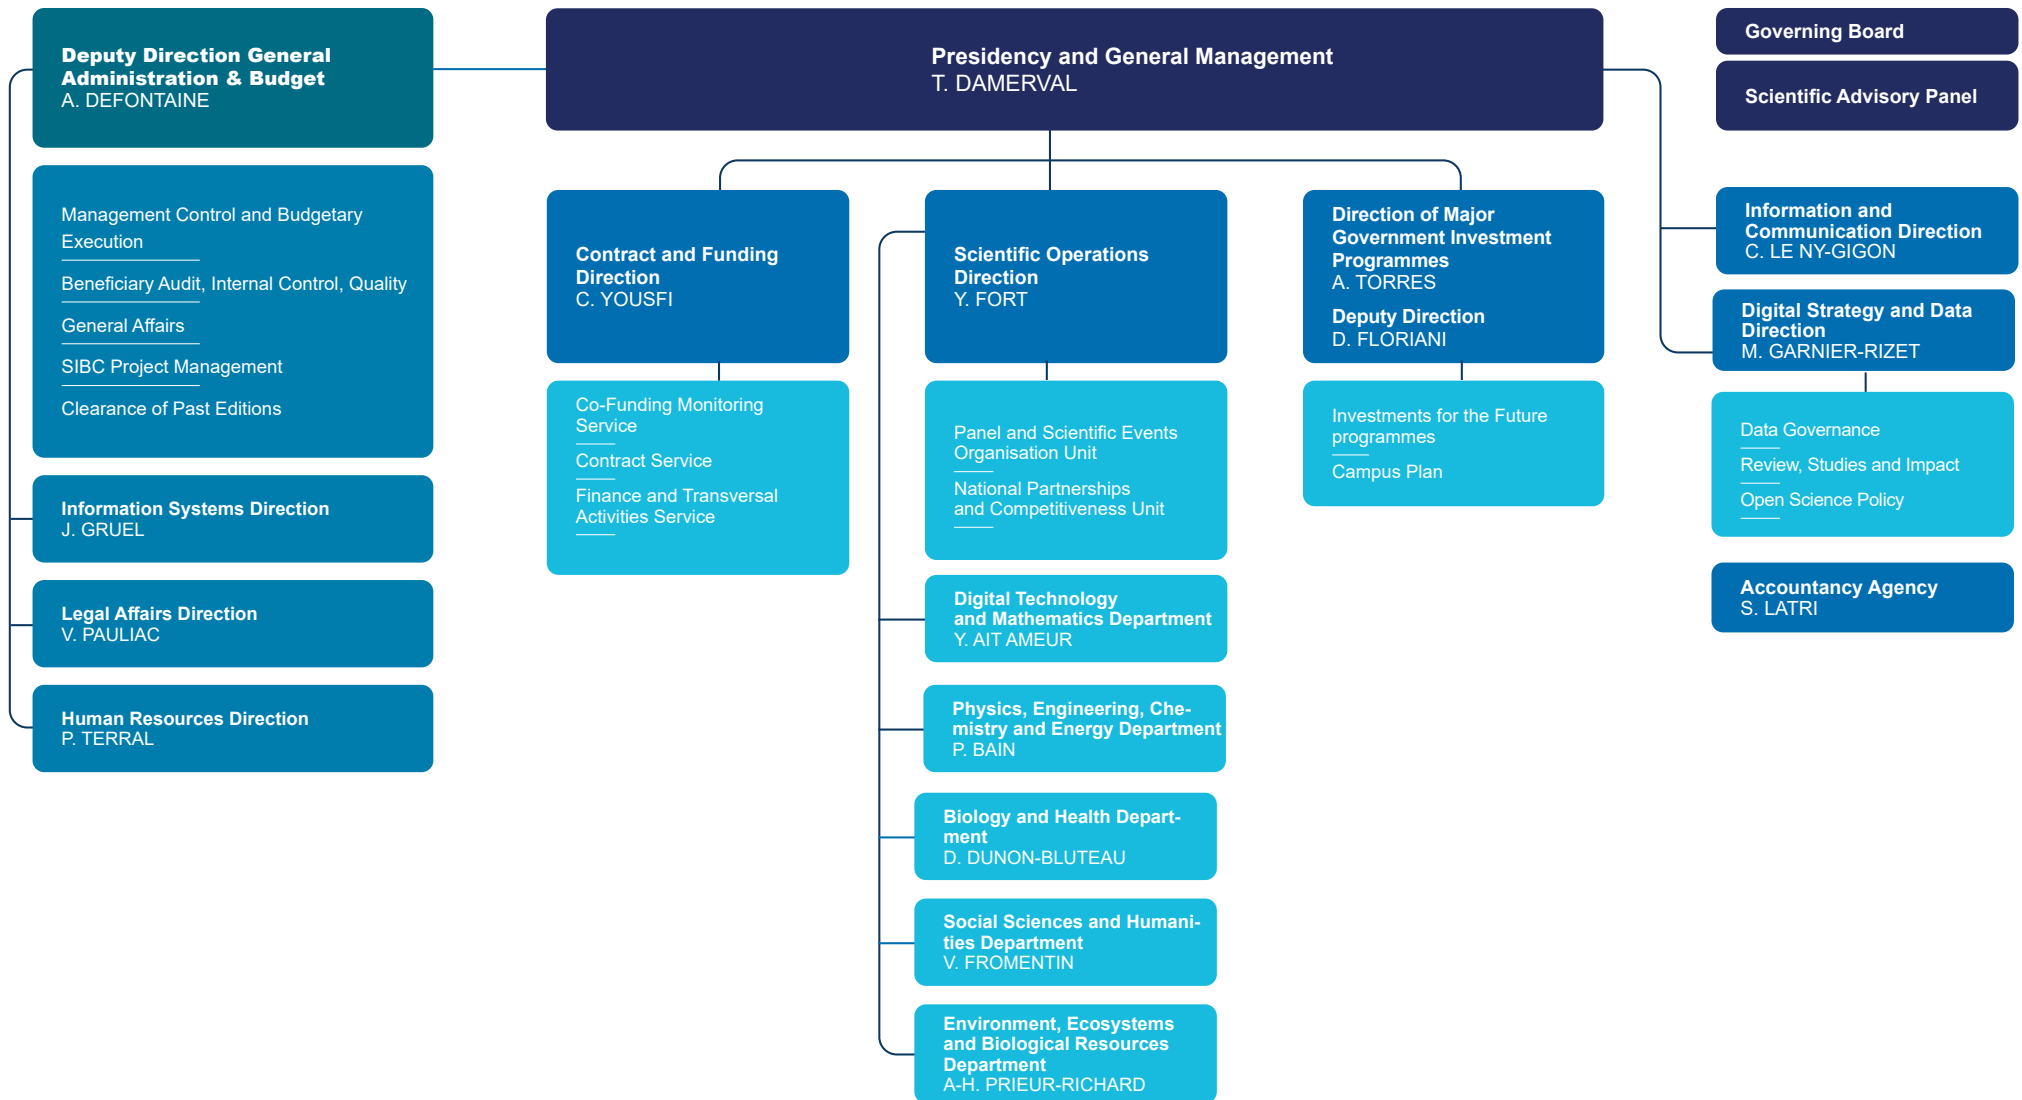 Deputy Direction General
Administration & Budget
A. DEFONTAINE
Management Control and Budgetary
Execution
Beneficiary Audit, Internal Control, Quality
General Affairs
SIBC Project Management
Clearance of Past Editions
Information Systems Direction
J. GRUEL
Legal Affairs Direction
V. PAULIAC
Human Resources Direction
P. TERRAL
Presidency and General Management
T. DAMERVAL
Contract and Funding
Direction
C. YOUSFI
Co-Funding Monitoring
Service
Contract Service
Finance and Transversal
Activities Service
Scientific Operations
Direction
Y. FORT
Panel and Scientific Events
Organisation Unit
National Partnerships
and Competitiveness Unit
Digital Technology
and Mathematics Department
Y. AIT AMEUR
Physics, Engineering, Che-
mistry and Energy Department
P. BAIN
Biology and Health Depart-
ment
D. DUNON-BLUTEAU
Social Sciences and Humani-
ties Department
V. FROMENTIN
Environment, Ecosystems
and Biological Resources
Department
A-H. PRIEUR-RICHARD
Direction of Major
Government Investment
Programmes
A. TORRES
Deputy Direction
D. FLORIANI
Investments for the Future
programmes
Campus Plan
Governing Board
Scientific Advisory Panel
Information and
Communication Direction
C. LE NY-GIGON
Digital Strategy and Data
Direction
M. GARNIER-RIZET
Data Governance
Review, Studies and Impact
Open Science Policy
Accountancy Agency
S. LATRI